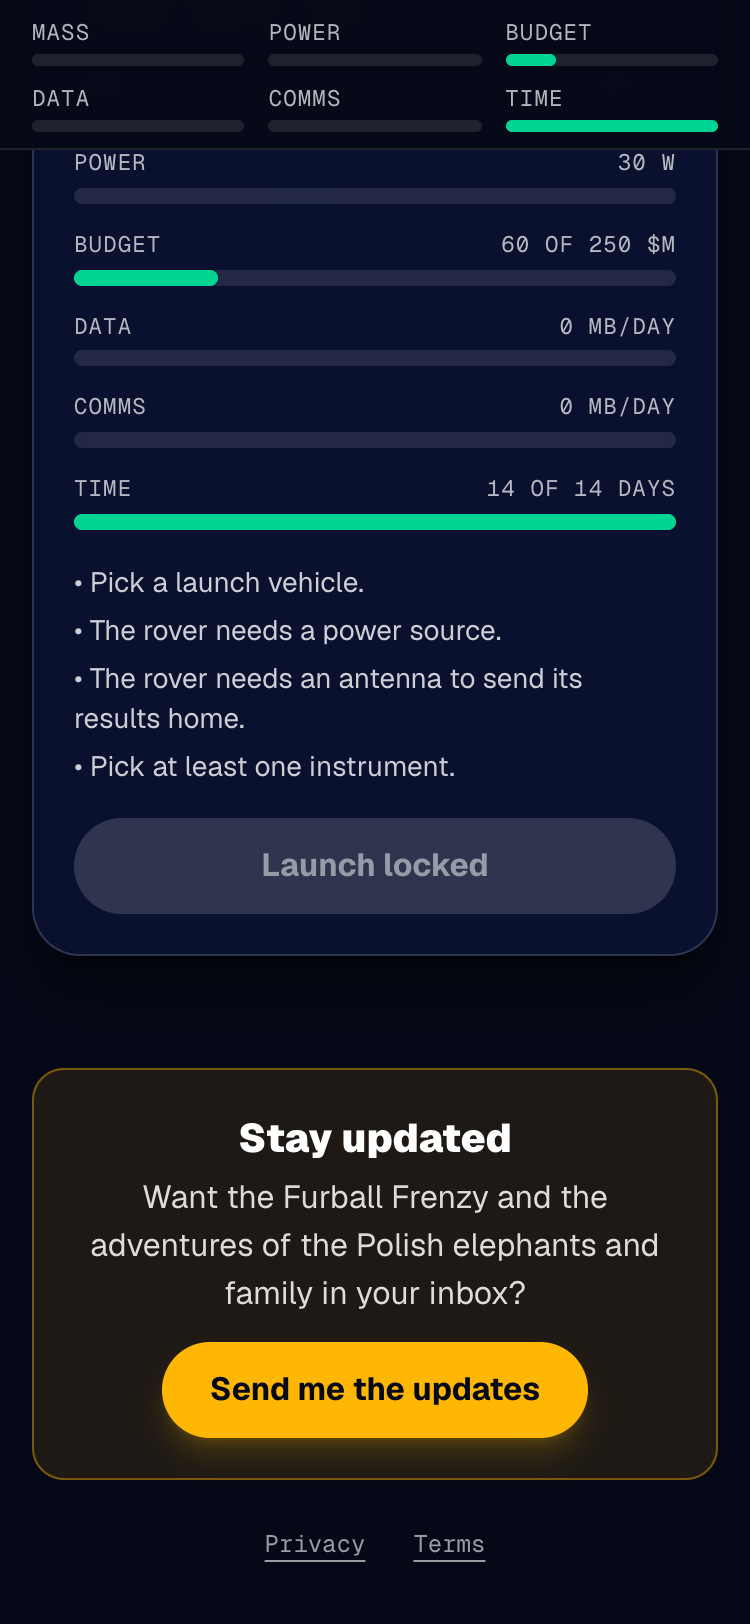 MASS POWER BUDGET
DATA COMMS TIME
POWER 30 W
BUDGET 60 OF 250 $M
DATA 0 MB/DAY
COMMS 0 MB/DAY
TIME 14 OF 14 DAYS
• Pick a launch vehicle.
• The rover needs a power source.
• The rover needs an antenna to send its
results home.
• Pick at least one instrument.
Launch locked
Stay updated
Want the Furball Frenzy and the
adventures of the Polish elephants and
family in your inbox?
Send me the updates
Privacy Terms